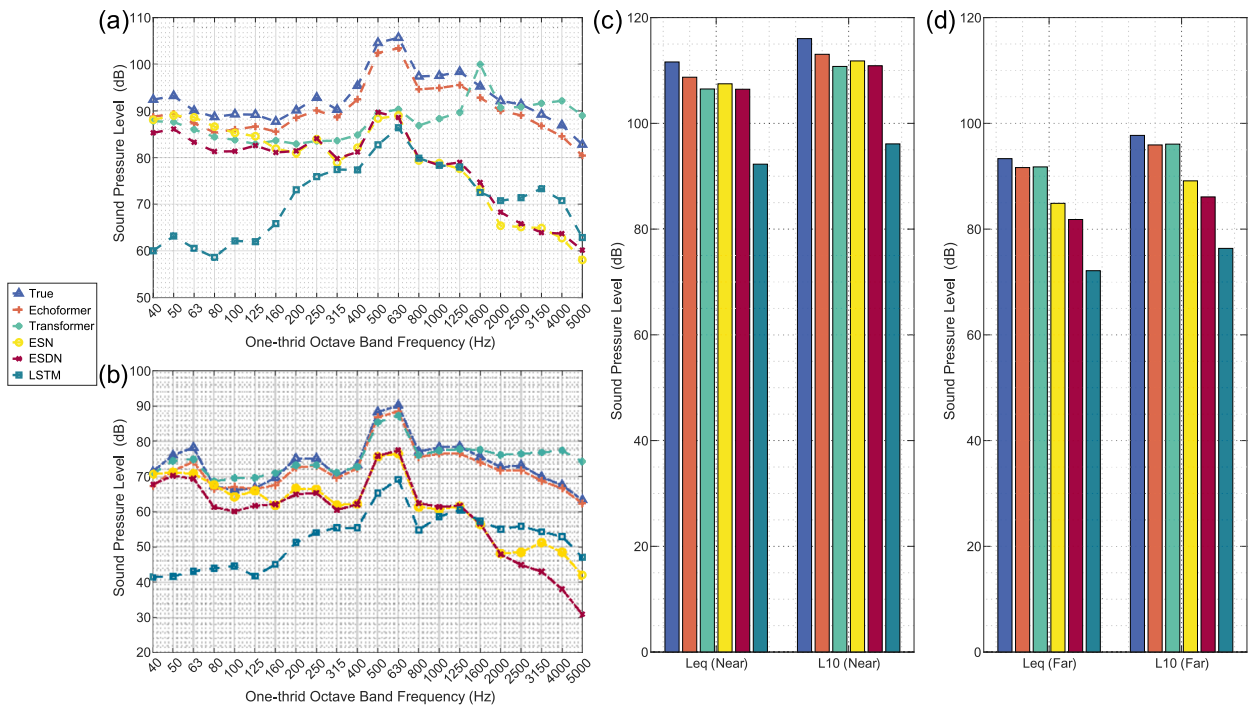 (a)
110
100
90
80
70
60
50
Sound Pressure Level (dB)
40 50 63 80 100 125 160 200 250 315 400 500 630 800 1000 1250 1600 2000 2500 3150 4000 5000
One-thrid Octave Band Frequency (Hz)
True
Echoformer
Transformer
ESN
ESDN
LSTM
(b)
100
90
80
70
60
50
40
30
20
Sound Pressure Level (dB)
40 50 63 80 100 125 160 200 250 315 400 500 630 800 1000 1250 1600 2000 2500 3150 4000 5000
One-thrid Octave Band Frequency (Hz)
(c)
120
100
80
60
40
20
0
Sound Pressure Level (dB)
Leq (Near) L10 (Near)
(d)
120
100
80
60
40
20
0
Sound Pressure Level (dB)
Leq (Far) L10 (Far)